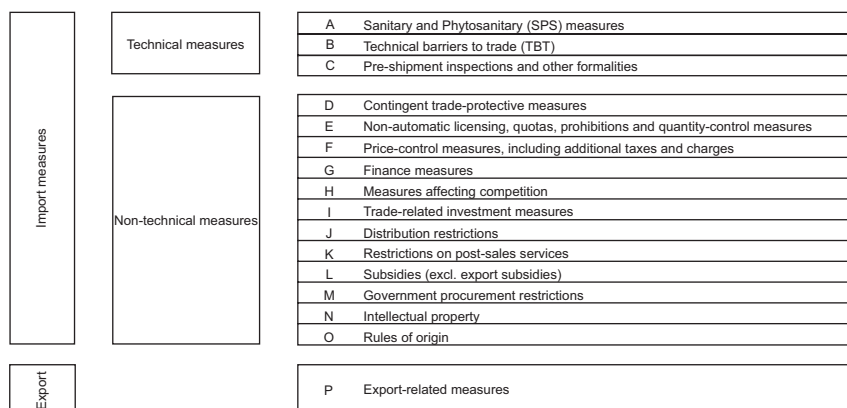 Import measures
Technical measures
A Sanitary and Phytosanitary (SPS) measures
B Technical barriers to trade (TBT)
C Pre-shipment inspections and other formalities
Non-technical measures
D Contingent trade-protective measures
E Non-automatic licensing, quotas, prohibitions and quantity-control measures
F Price-control measures, including additional taxes and charges
G Finance measures
H Measures affecting competition
I Trade-related investment measures
J Distribution restrictions
K Restrictions on post-sales services
L Subsidies (excl. export subsidies)
M Government procurement restrictions
N Intellectual property
O Rules of origin
Export
P Export-related measures